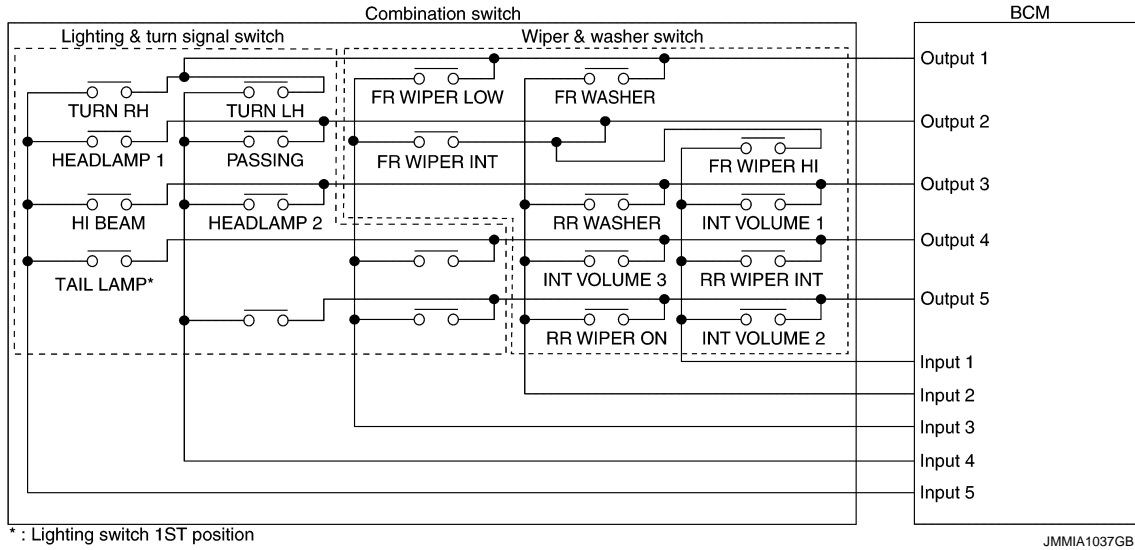 Combination switch
BCM
Lighting & turn signal switch
Wiper & washer switch
Output 1
TURN RH
TURN LH
FR WIPER LOW
FR WASHER
Output 2
HEADLAMP 1
PASSING
FR WIPER INT
FR WIPER HI
Output 3
HI BEAM
HEADLAMP 2
RR WASHER
INT VOLUME 1
Output 4
TAIL LAMP*
INT VOLUME 3
RR WIPER INT
Output 5
RR WIPER ON
INT VOLUME 2
Input 1
Input 2
Input 3
Input 4
Input 5
* : Lighting switch 1ST position
JMMIA1037GB